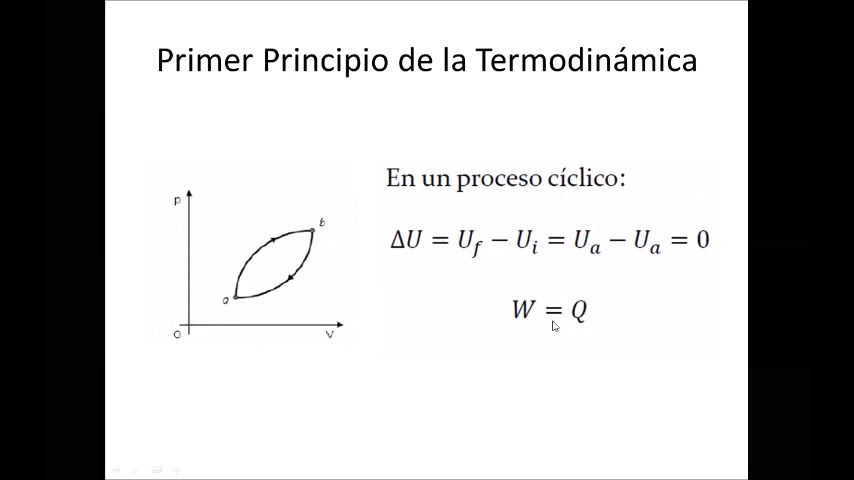 Primer Principio de la Termodinámica
En un proceso cíclico:
ΔU = U_f − U_i = U_a − U_a = 0
W = Q
p
b
a
O
V